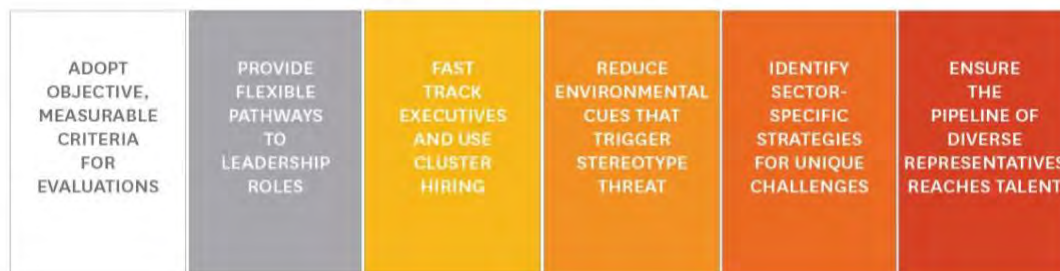 ADOPT
OBJECTIVE,
MEASURABLE
CRITERIA
FOR
EVALUATIONS
PROVIDE
FLEXIBLE
PATHWAYS
TO
LEADERSHIP
ROLES
FAST
TRACK
EXECUTIVES
AND USE
CLUSTER
HIRING
REDUCE
ENVIRONMENTAL
CUES THAT
TRIGGER
STEREOTYPE
THREAT
IDENTIFY
SECTOR-
SPECIFIC
STRATEGIES
FOR UNIQUE
CHALLENGES
ENSURE
THE
PIPELINE OF
DIVERSE
REPRESENTATIVES
REACHES TALENT